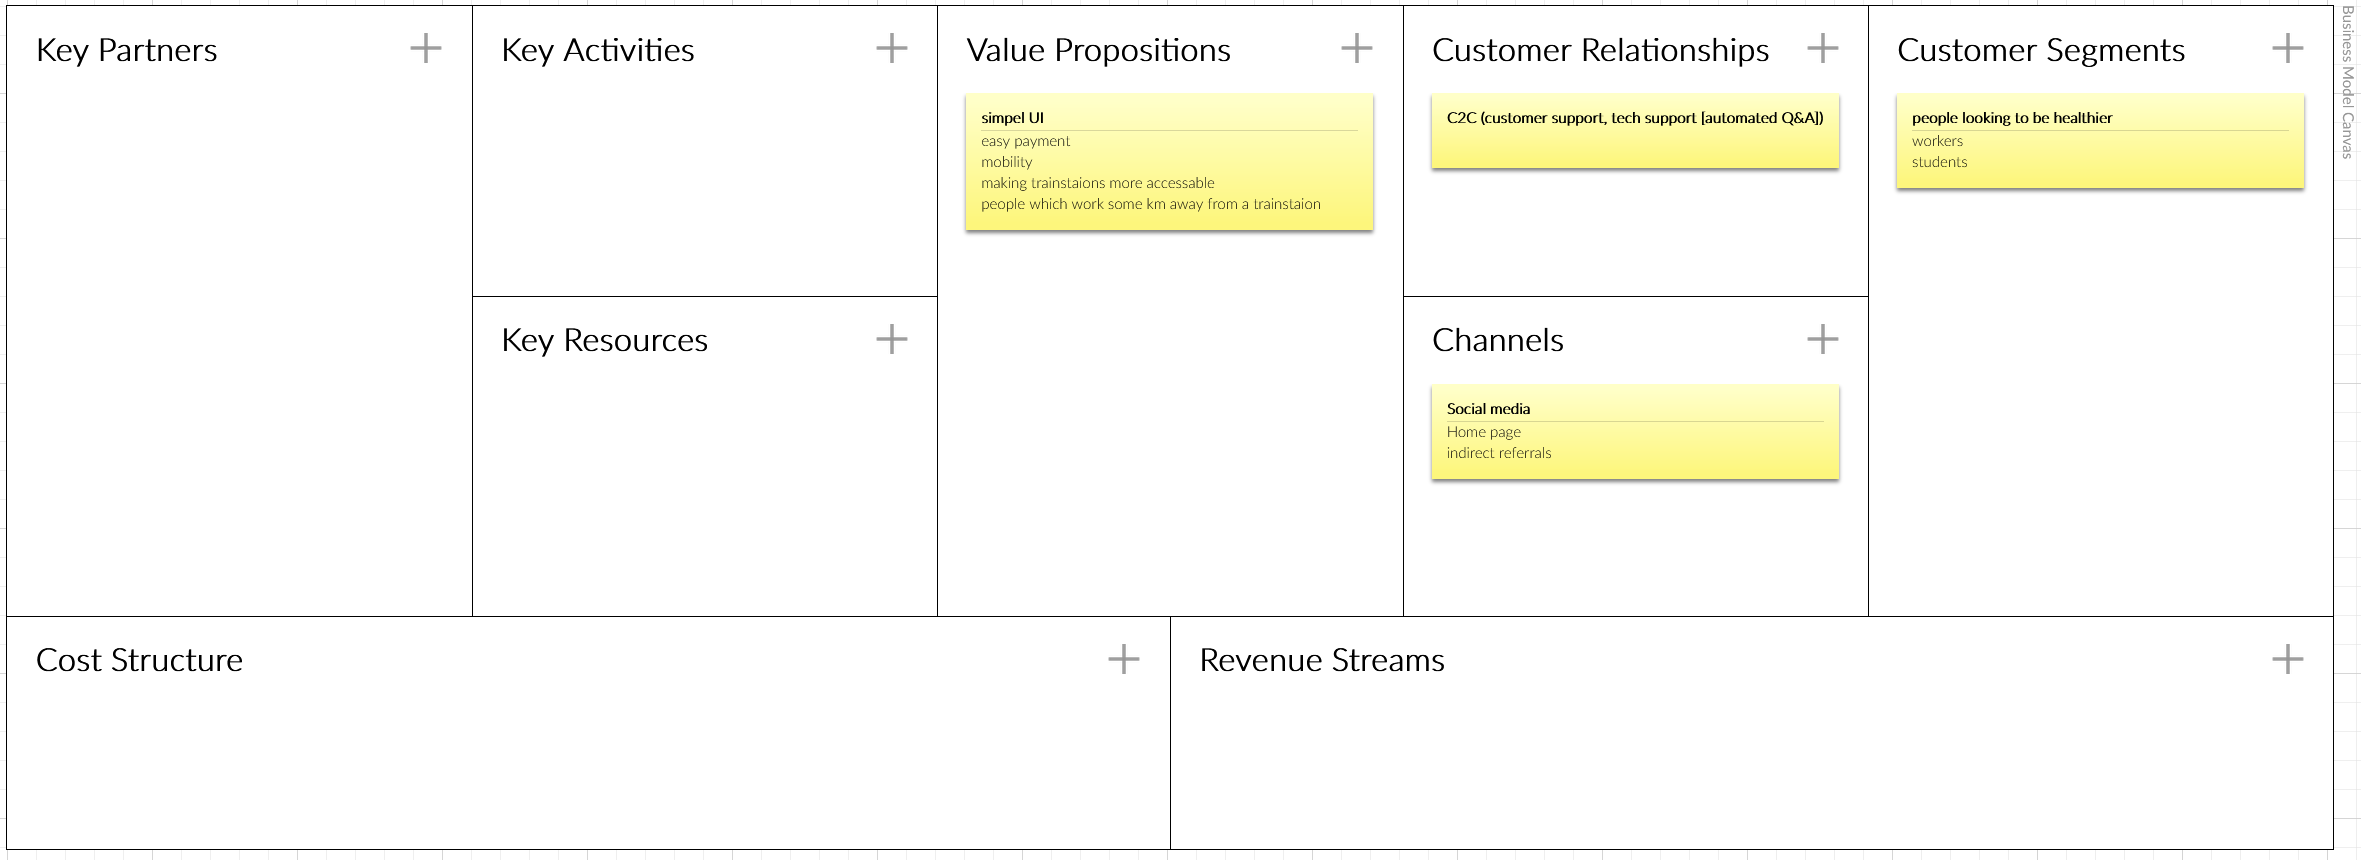 Key Partners
Key Activities
Value Propositions
simpel UI
easy payment
mobility
making trainstaions more accessable
people which work some km away from a trainstaion
Customer Relationships
C2C (customer support, tech support [automated Q&A])
Customer Segments
people looking to be healthier
workers
students
Key Resources
Channels
Social media
Home page
indirect referrals
Cost Structure
Revenue Streams
Business Model Canvas